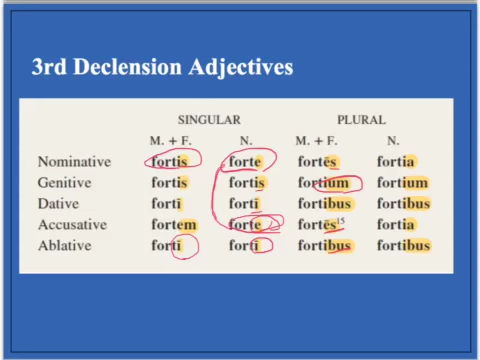 3rd Declension Adjectives
SINGULAR PLURAL
M. + F. N. M. + F. N.
Nominative fortis forte fortēs fortia
Genitive fortis fortis fortium fortium
Dative fortī fortī fortibus fortibus
Accusative fortem forte fortēs15 fortia
Ablative fortī fortī fortibus fortibus